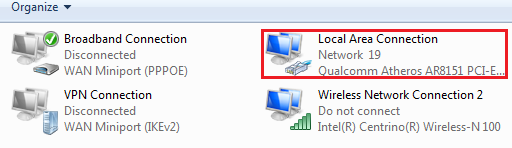 Organize
Broadband Connection
Disconnected
WAN Miniport (PPPOE)
Local Area Connection
Network 19
Qualcomm Atheros AR8151 PCI-E...
VPN Connection
Disconnected
WAN Miniport (IKEv2)
Wireless Network Connection 2
Do not connect
Intel(R) Centrino(R) Wireless-N 100